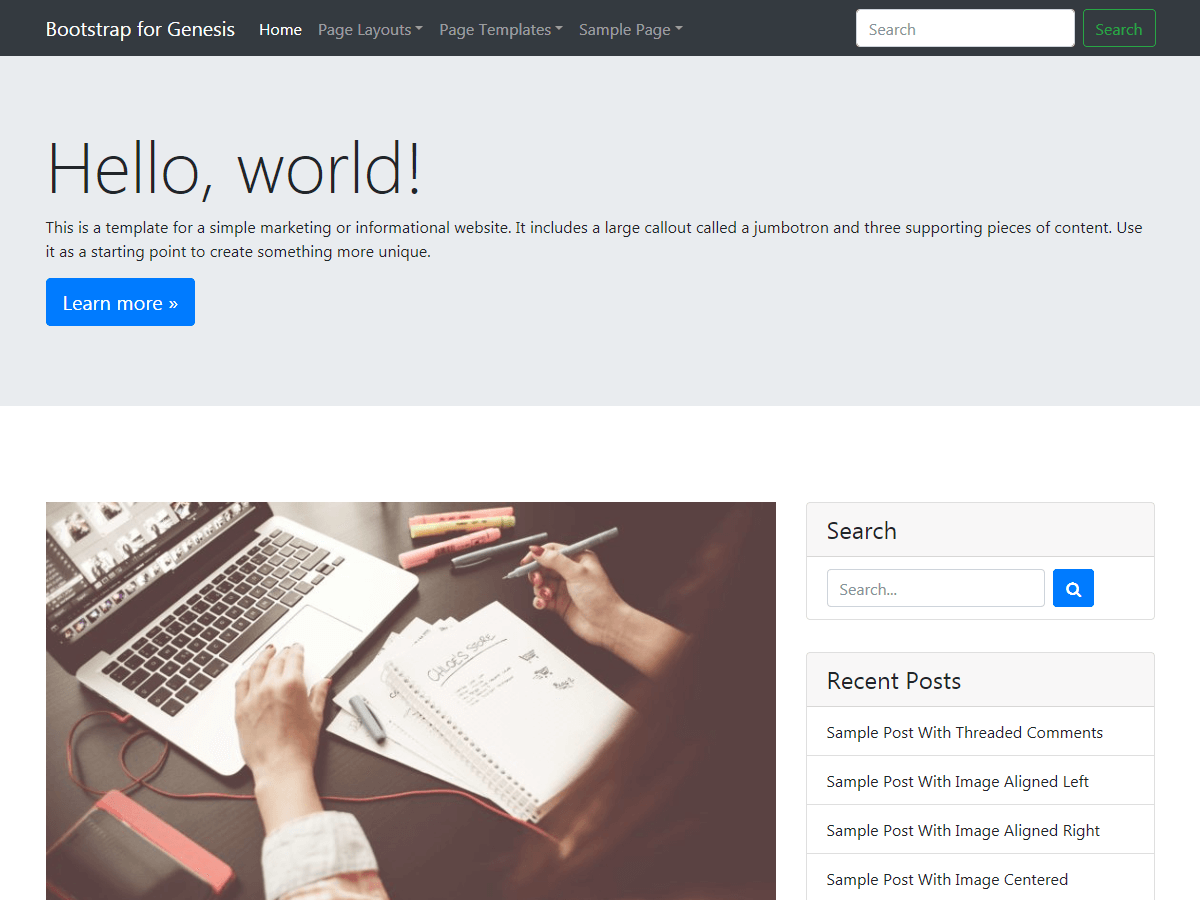 Bootstrap for Genesis Home Page Layouts Page Templates Sample Page Search Search
Hello, world!
This is a template for a simple marketing or informational website. It includes a large callout called a jumbotron and three supporting pieces of content. Use
it as a starting point to create something more unique.
Learn more »
CHLOE'S STORE
Search
Search...
Recent Posts
Sample Post With Threaded Comments
Sample Post With Image Aligned Left
Sample Post With Image Aligned Right
Sample Post With Image Centered